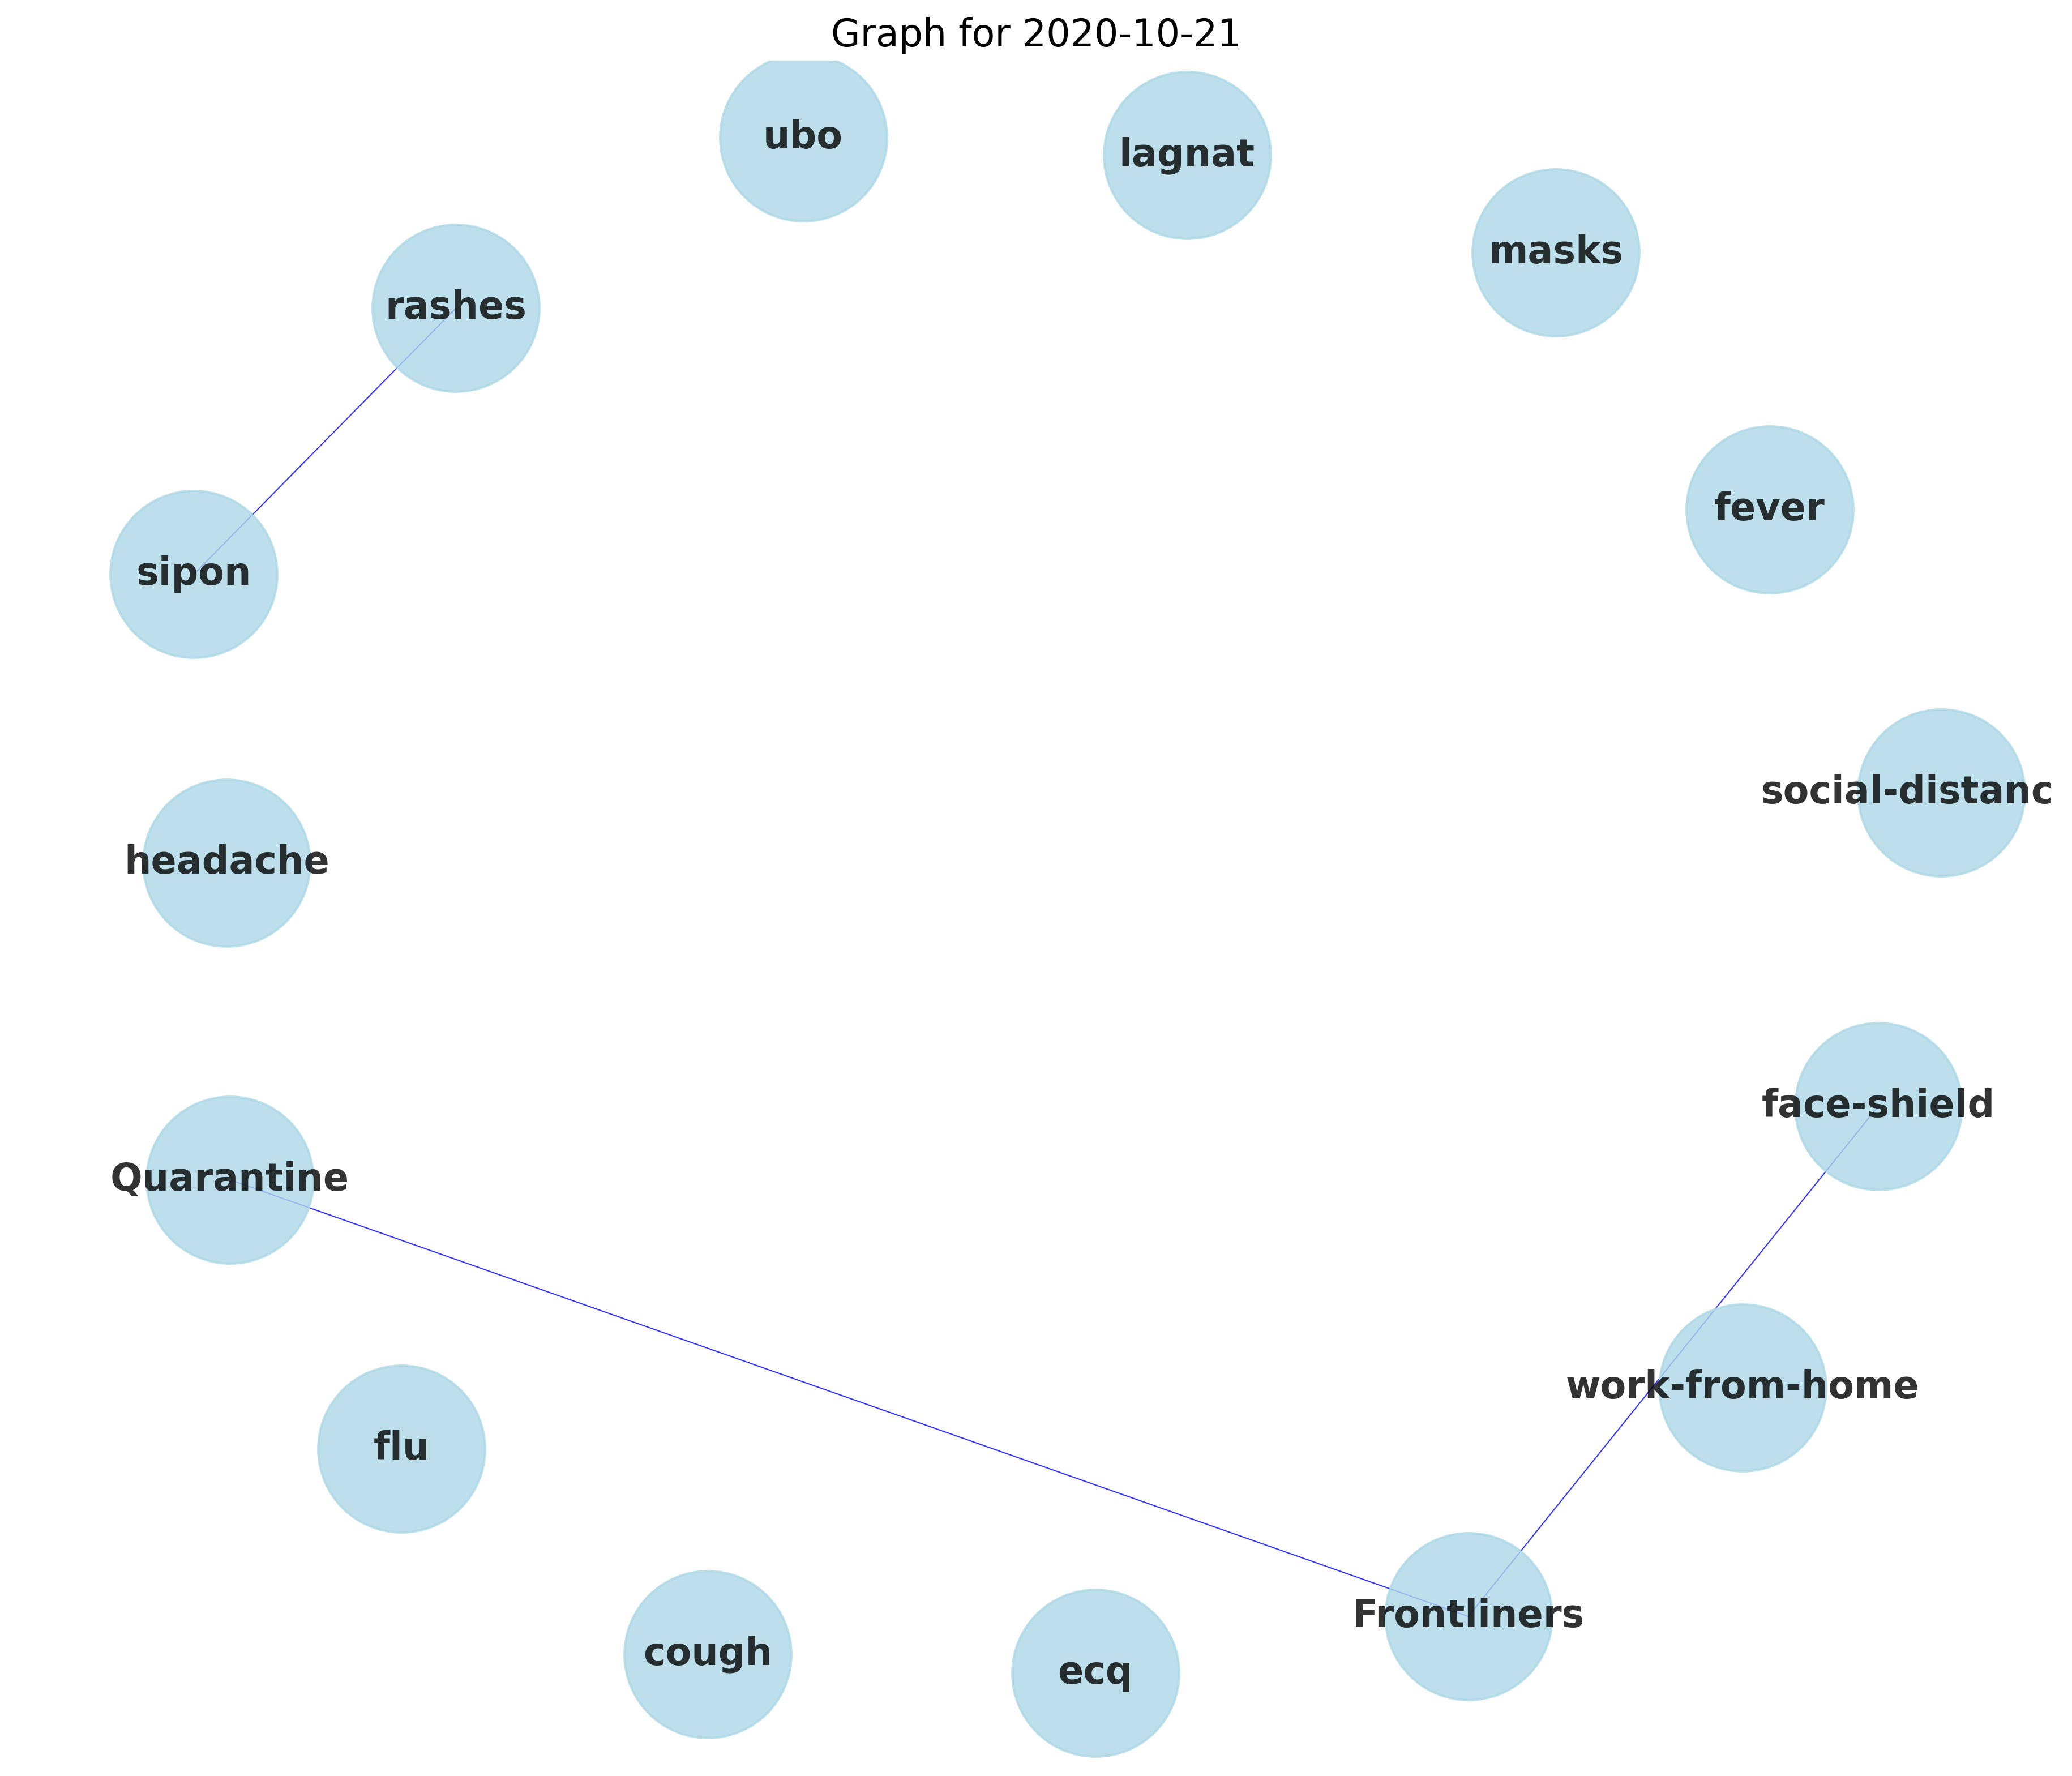 Graph for 2020-10-21
ubo
lagnat
masks
rashes
fever
sipon
social-distanc
headache
face-shield
Quarantine
work-from-home
flu
Frontliners
cough
ecq